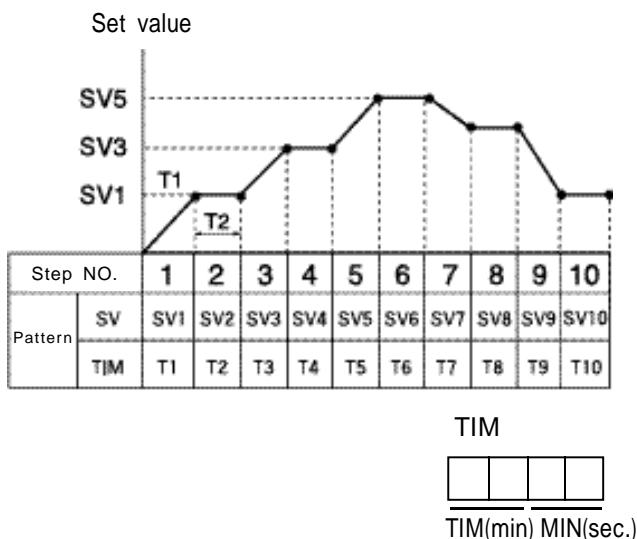 Set value
SV5
SV3
SV1
T1
T2
Step NO. 1 2 3 4 5 6 7 8 9 10
Pattern
SV SV1 SV2 SV3 SV4 SV5 SV6 SV7 SV8 SV9 SV10
TIM T1 T2 T3 T4 T5 T6 T7 T8 T9 T10
TIM
TIM(min) MIN(sec.)